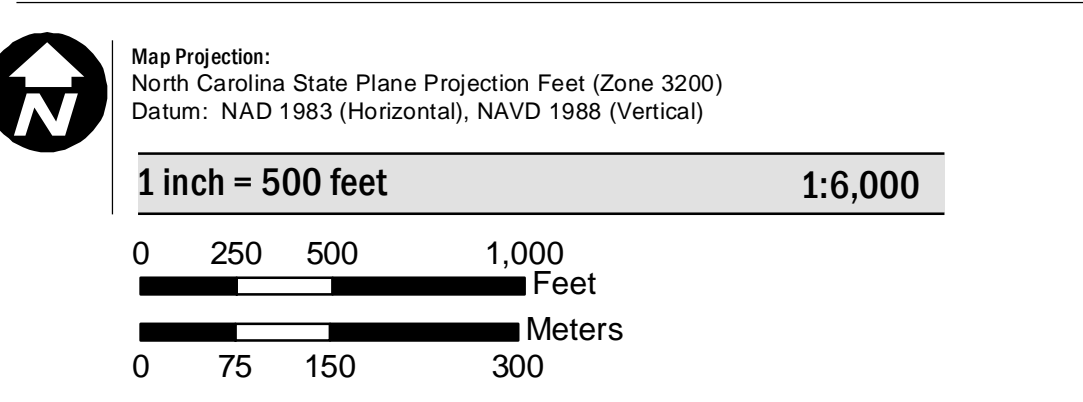 N
Map Projection:
North Carolina State Plane Projection Feet (Zone 3200)
Datum: NAD 1983 (Horizontal), NAVD 1988 (Vertical)
1 inch = 500 feet 1:6,000
0 250 500 1,000
Feet
Meters
0 75 150 300